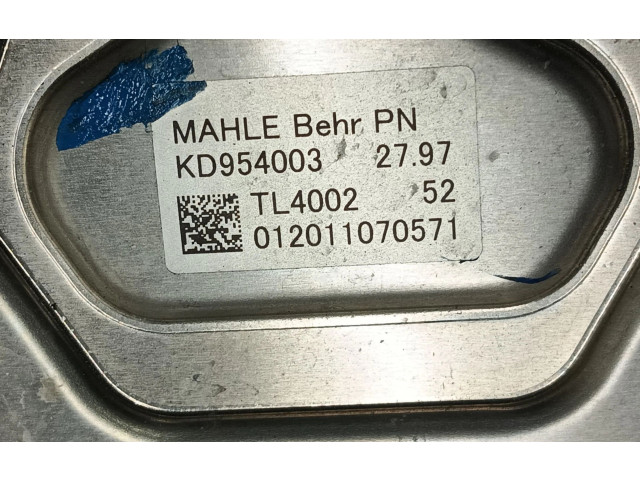 MAHLE Behr PN
KD954003 27.97
TL4002 52
012011070571